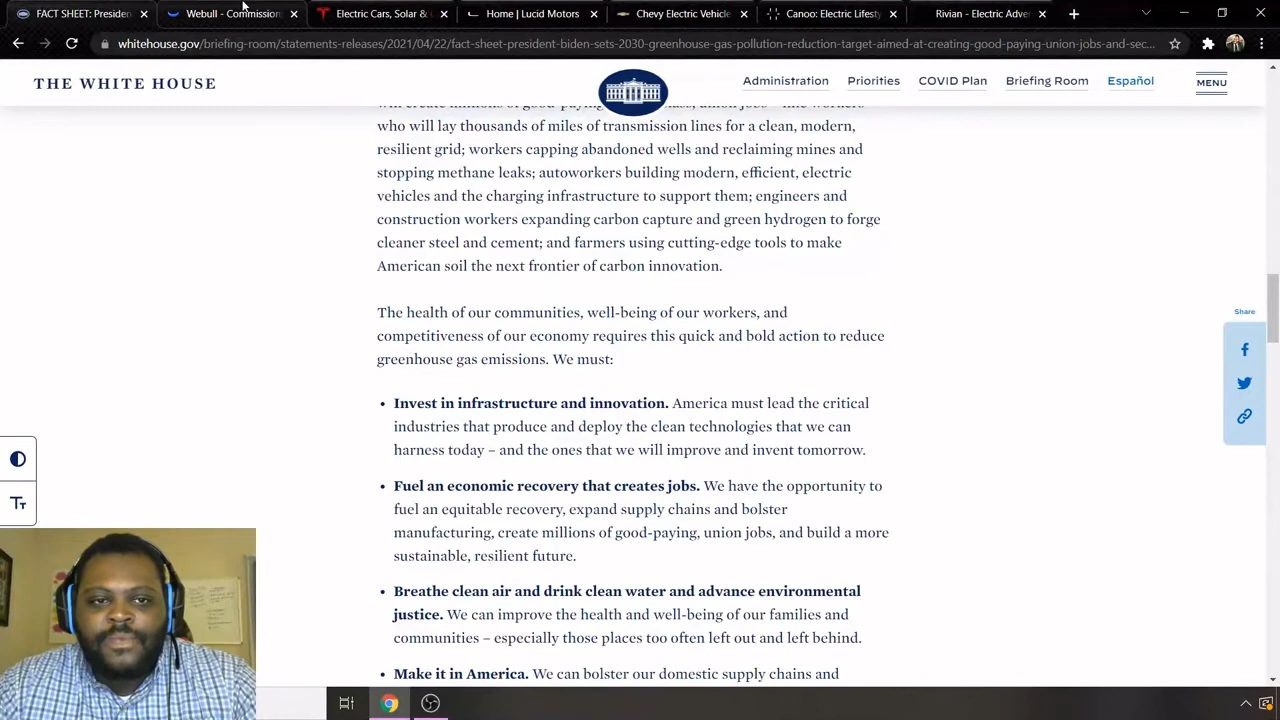 FACT SHEET: Presiden
Webull - Commission
Electric Cars, Solar &
Home | Lucid Motors
Chevy Electric Vehicle
Canoo: Electric Lifesty
Rivian - Electric Adve
whitehouse.gov/briefing-room/statements-releases/2021/04/22/fact-sheet-president-biden-sets-2030-greenhouse-gas-pollution-reduction-target-aimed-at-creating-good-paying-union-jobs-and-sec...
THE WHITE HOUSE
Administration
Priorities
COVID Plan
Briefing Room
Español
MENU
who will lay thousands of miles of transmission lines for a clean, modern,
resilient grid; workers capping abandoned wells and reclaiming mines and
stopping methane leaks; autoworkers building modern, efficient, electric
vehicles and the charging infrastructure to support them; engineers and
construction workers expanding carbon capture and green hydrogen to forge
cleaner steel and cement; and farmers using cutting-edge tools to make
American soil the next frontier of carbon innovation.
The health of our communities, well-being of our workers, and
competitiveness of our economy requires this quick and bold action to reduce
greenhouse gas emissions. We must:
• Invest in infrastructure and innovation. America must lead the critical
industries that produce and deploy the clean technologies that we can
harness today – and the ones that we will improve and invent tomorrow.
• Fuel an economic recovery that creates jobs. We have the opportunity to
fuel an equitable recovery, expand supply chains and bolster
manufacturing, create millions of good-paying, union jobs, and build a more
sustainable, resilient future.
• Breathe clean air and drink clean water and advance environmental
justice. We can improve the health and well-being of our families and
communities – especially those places too often left out and left behind.
• Make it in America. We can bolster our domestic supply chains and
Share
Tт